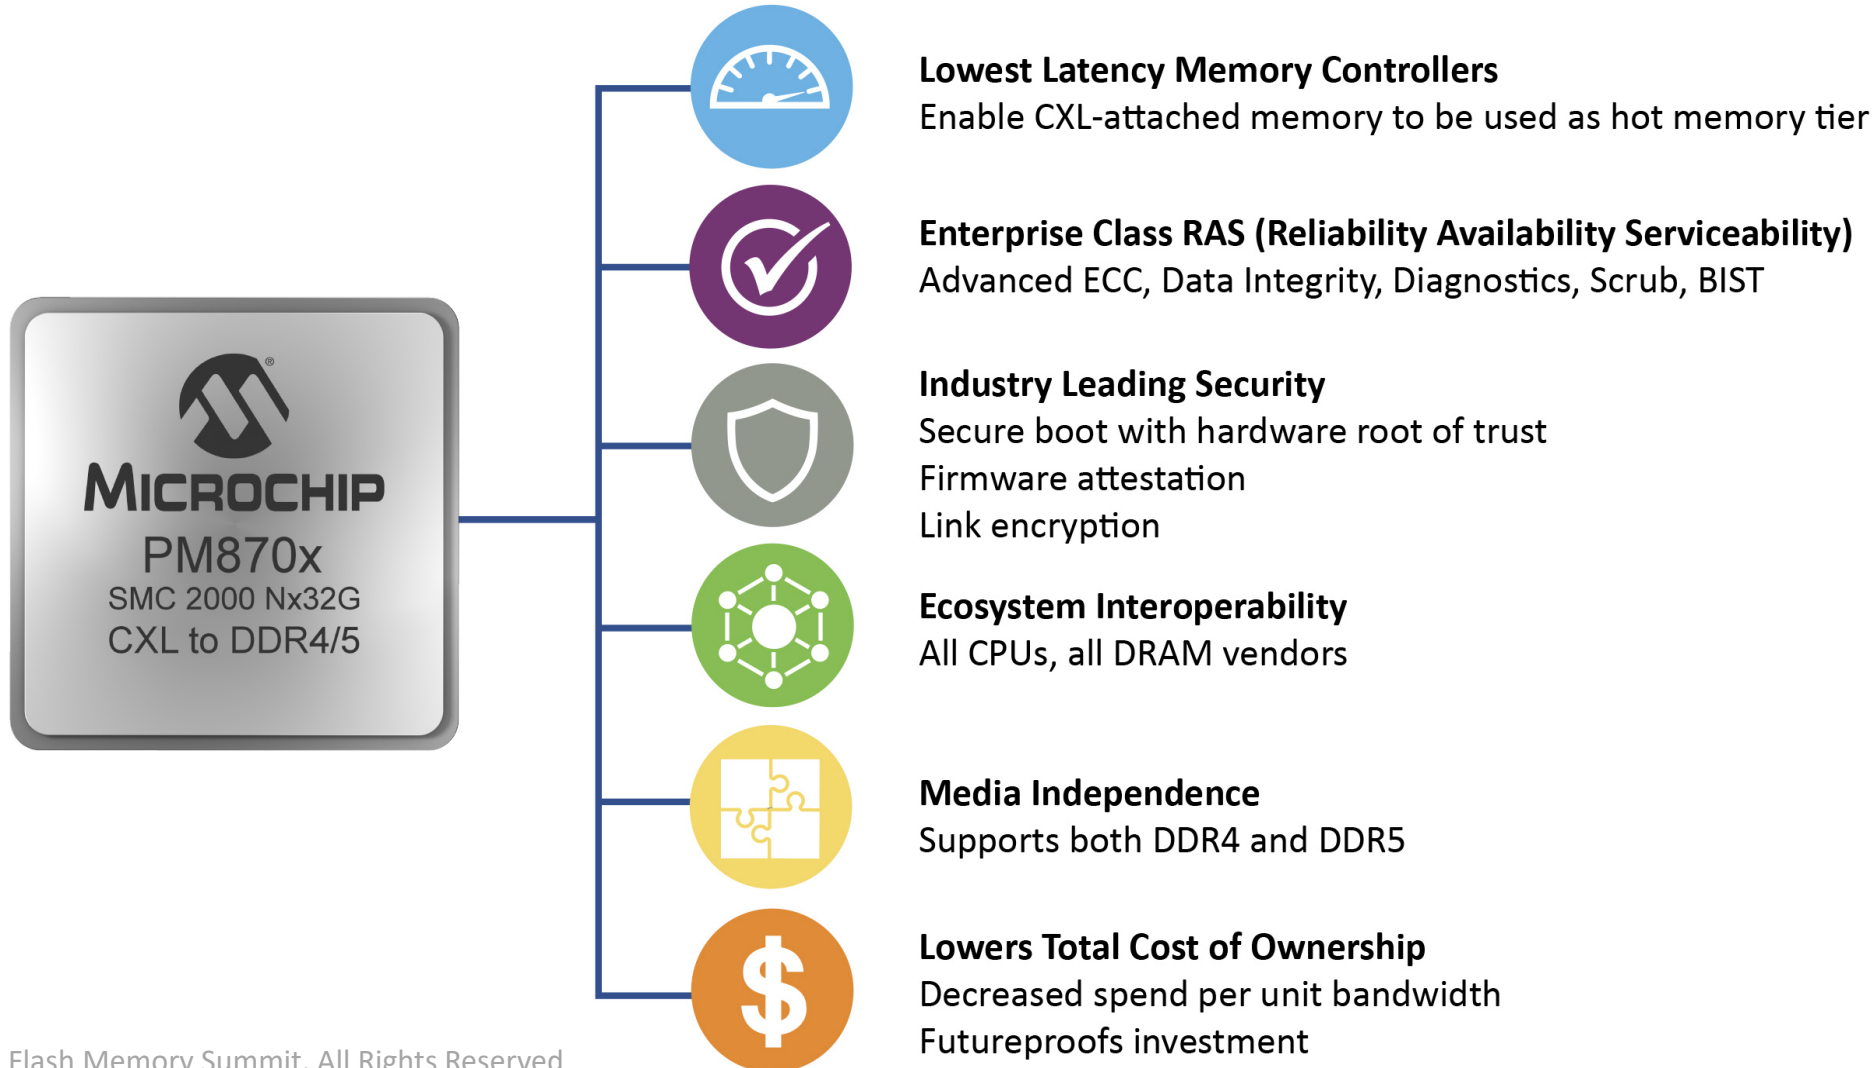 MICROCHIP
PM870x
SMC 2000 Nx32G
CXL to DDR4/5
Lowest Latency Memory Controllers
Enable CXL-attached memory to be used as hot memory tier
Enterprise Class RAS (Reliability Availability Serviceability)
Advanced ECC, Data Integrity, Diagnostics, Scrub, BIST
Industry Leading Security
Secure boot with hardware root of trust
Firmware attestation
Link encryption
Ecosystem Interoperability
All CPUs, all DRAM vendors
Media Independence
Supports both DDR4 and DDR5
$
Lowers Total Cost of Ownership
Decreased spend per unit bandwidth
Futureproofs investment
Flash Memory Summit. All Rights Reserved